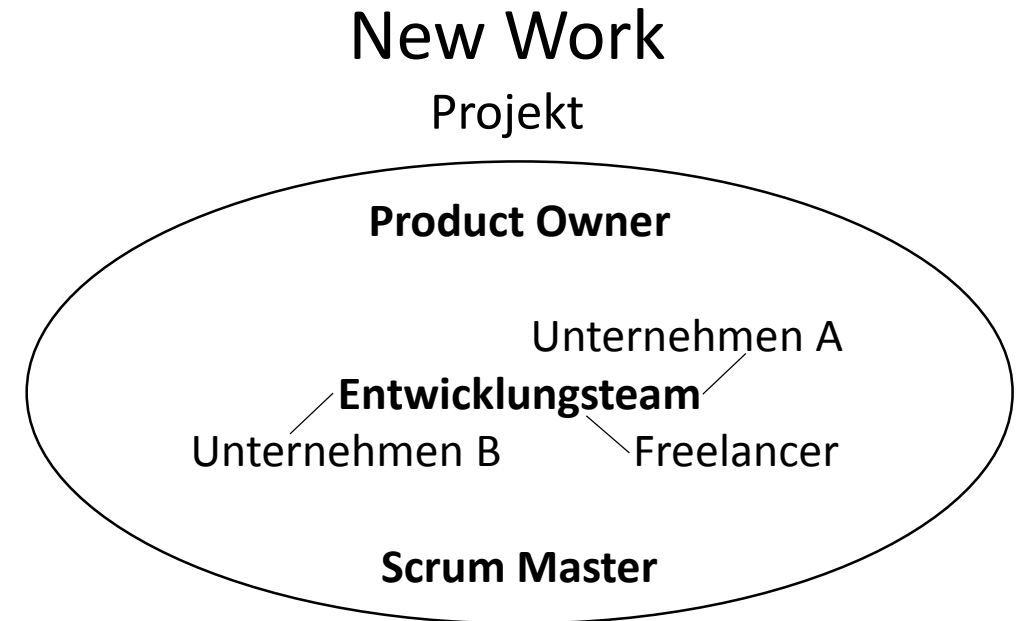 New Work
Projekt
Product Owner
Unternehmen A
Entwicklungsteam
Unternehmen B
Freelancer
Scrum Master